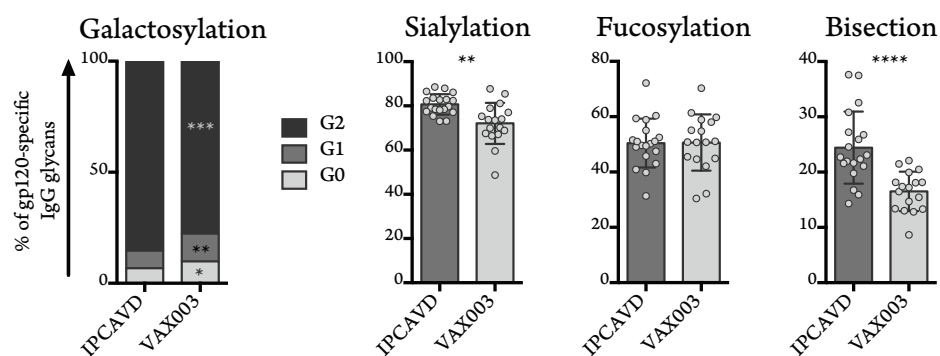 Galactosylation
% of gp120-specific
IgG glycans
100
50
0
***
**
*
IPCAVD
VAX003
G2
G1
G0
Sialylation
**
100
80
60
40
20
0
IPCAVD
VAX003
Fucosylation
80
60
40
20
0
IPCAVD
VAX003
Bisection
****
40
30
20
10
0
IPCAVD
VAX003